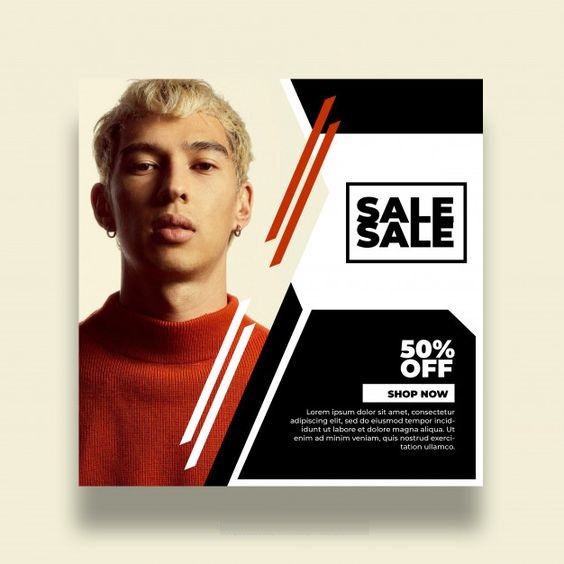 SALE
SALE
50%
OFF
SHOP NOW
Lorem ipsum dolor sit amet, consectetur
adipiscing elit, sed do eiusmod tempor incid-
idunt ut labore et dolore magna aliqua. Ut
enim ad minim veniam, quis nostrud exerci-
tation ullamco.